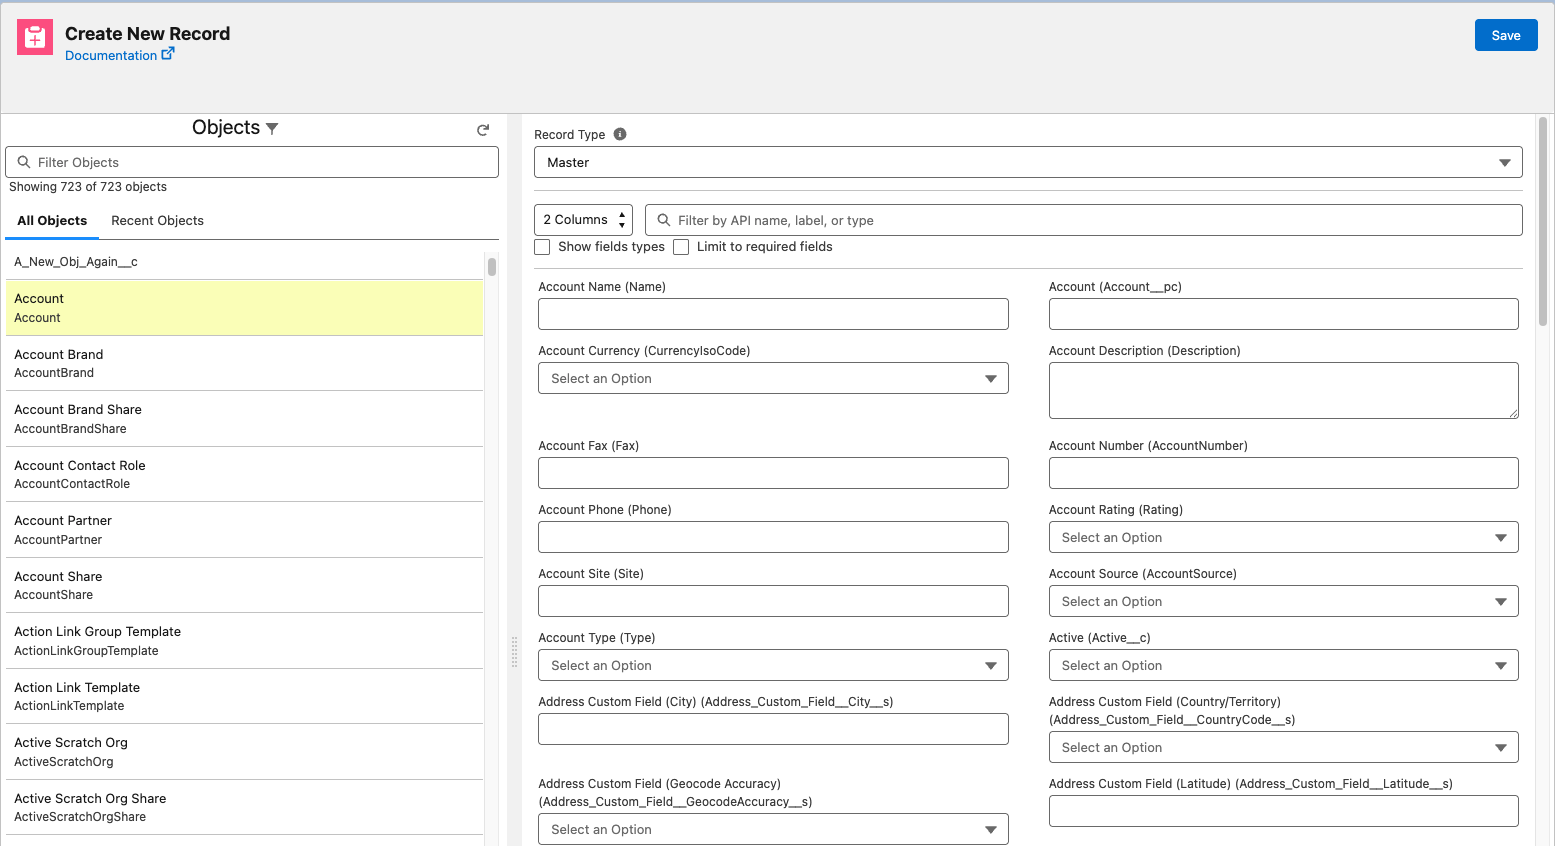 Create New Record
Documentation
Save
Objects
Filter Objects
Showing 723 of 723 objects
All Objects
Recent Objects
A_New_Obj_Again__c
Account
Account
Account Brand
AccountBrand
Account Brand Share
AccountBrandShare
Account Contact Role
AccountContactRole
Account Partner
AccountPartner
Account Share
AccountShare
Action Link Group Template
ActionLinkGroupTemplate
Action Link Template
ActionLinkTemplate
Active Scratch Org
ActiveScratchOrg
Active Scratch Org Share
ActiveScratchOrgShare
Record Type
Master
2 Columns
Filter by API name, label, or type
Show fields types
Limit to required fields
Account Name (Name)
Account (Account__pc)
Account Currency (CurrencyIsoCode)
Select an Option
Account Description (Description)
Account Fax (Fax)
Account Number (AccountNumber)
Account Phone (Phone)
Account Rating (Rating)
Select an Option
Account Site (Site)
Account Source (AccountSource)
Select an Option
Account Type (Type)
Select an Option
Active (Active__c)
Select an Option
Address Custom Field (City) (Address_Custom_Field__City__s)
Address Custom Field (Country/Territory)
(Address_Custom_Field__CountryCode__s)
Select an Option
Address Custom Field (Geocode Accuracy)
(Address_Custom_Field__GeocodeAccuracy__s)
Select an Option
Address Custom Field (Latitude) (Address_Custom_Field__Latitude__s)